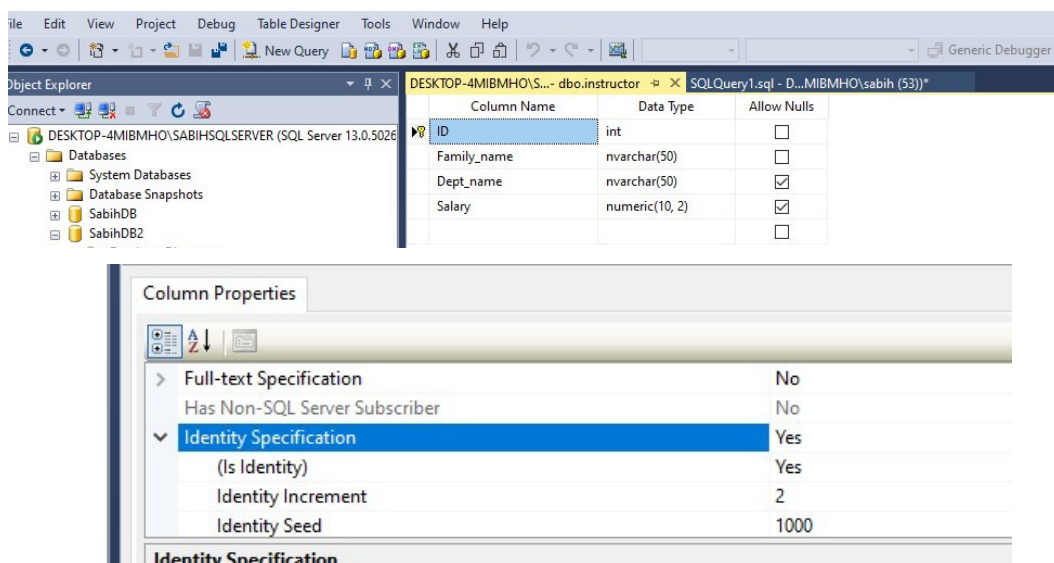 ile Edit View Project Debug Table Designer Tools Window Help
New Query Generic Debugger
Object Explorer
Connect
DESKTOP-4MIBMHO\SABIHSQLSERVER (SQL Server 13.0.5026
Databases
System Databases
Database Snapshots
SabihDB
SabihDB2
DESKTOP-4MIBMHO\S...- dbo.instructor SQLQuery1.sql - D...MIBMHO\sabih (53))*
Column Name Data Type Allow Nulls
ID int
Family_name nvarchar(50)
Dept_name nvarchar(50)
Salary numeric(10, 2)
Column Properties
Full-text Specification No
Has Non-SQL Server Subscriber No
Identity Specification Yes
(Is Identity) Yes
Identity Increment 2
Identity Seed 1000
Identity Specification